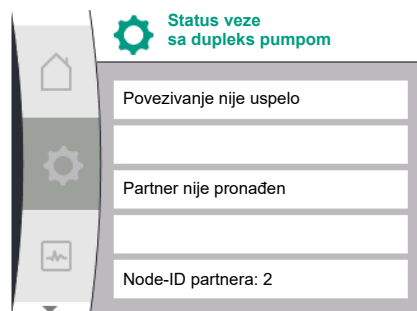 Status veze
sa dupleks pumpom
Povezivanje nije uspelo
Partner nije pronađen
Node-ID partnera: 2